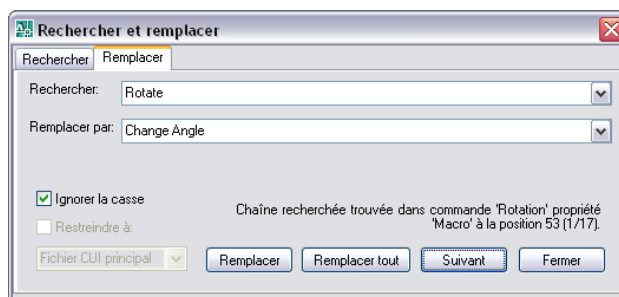 Rechercher et remplacer
Rechercher Remplacer
Rechercher: Rotate
Remplacer par: Change Angle
Ignorer la casse
Chaîne recherchée trouvée dans commande 'Rotation' propriété
'Macro' à la position 53 (1/17).
Restreindre à:
Fichier CUI principal Remplacer Remplacer tout Suivant Fermer